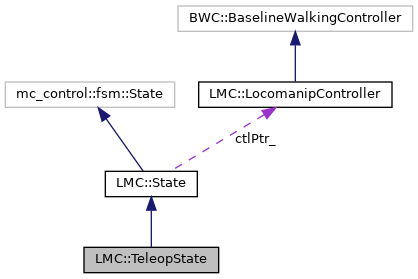 BWC::BaselineWalkingController
mc_control::fsm::State
LMC::LocomanipController
ctlPtr_
LMC::State
LMC::TeleopState